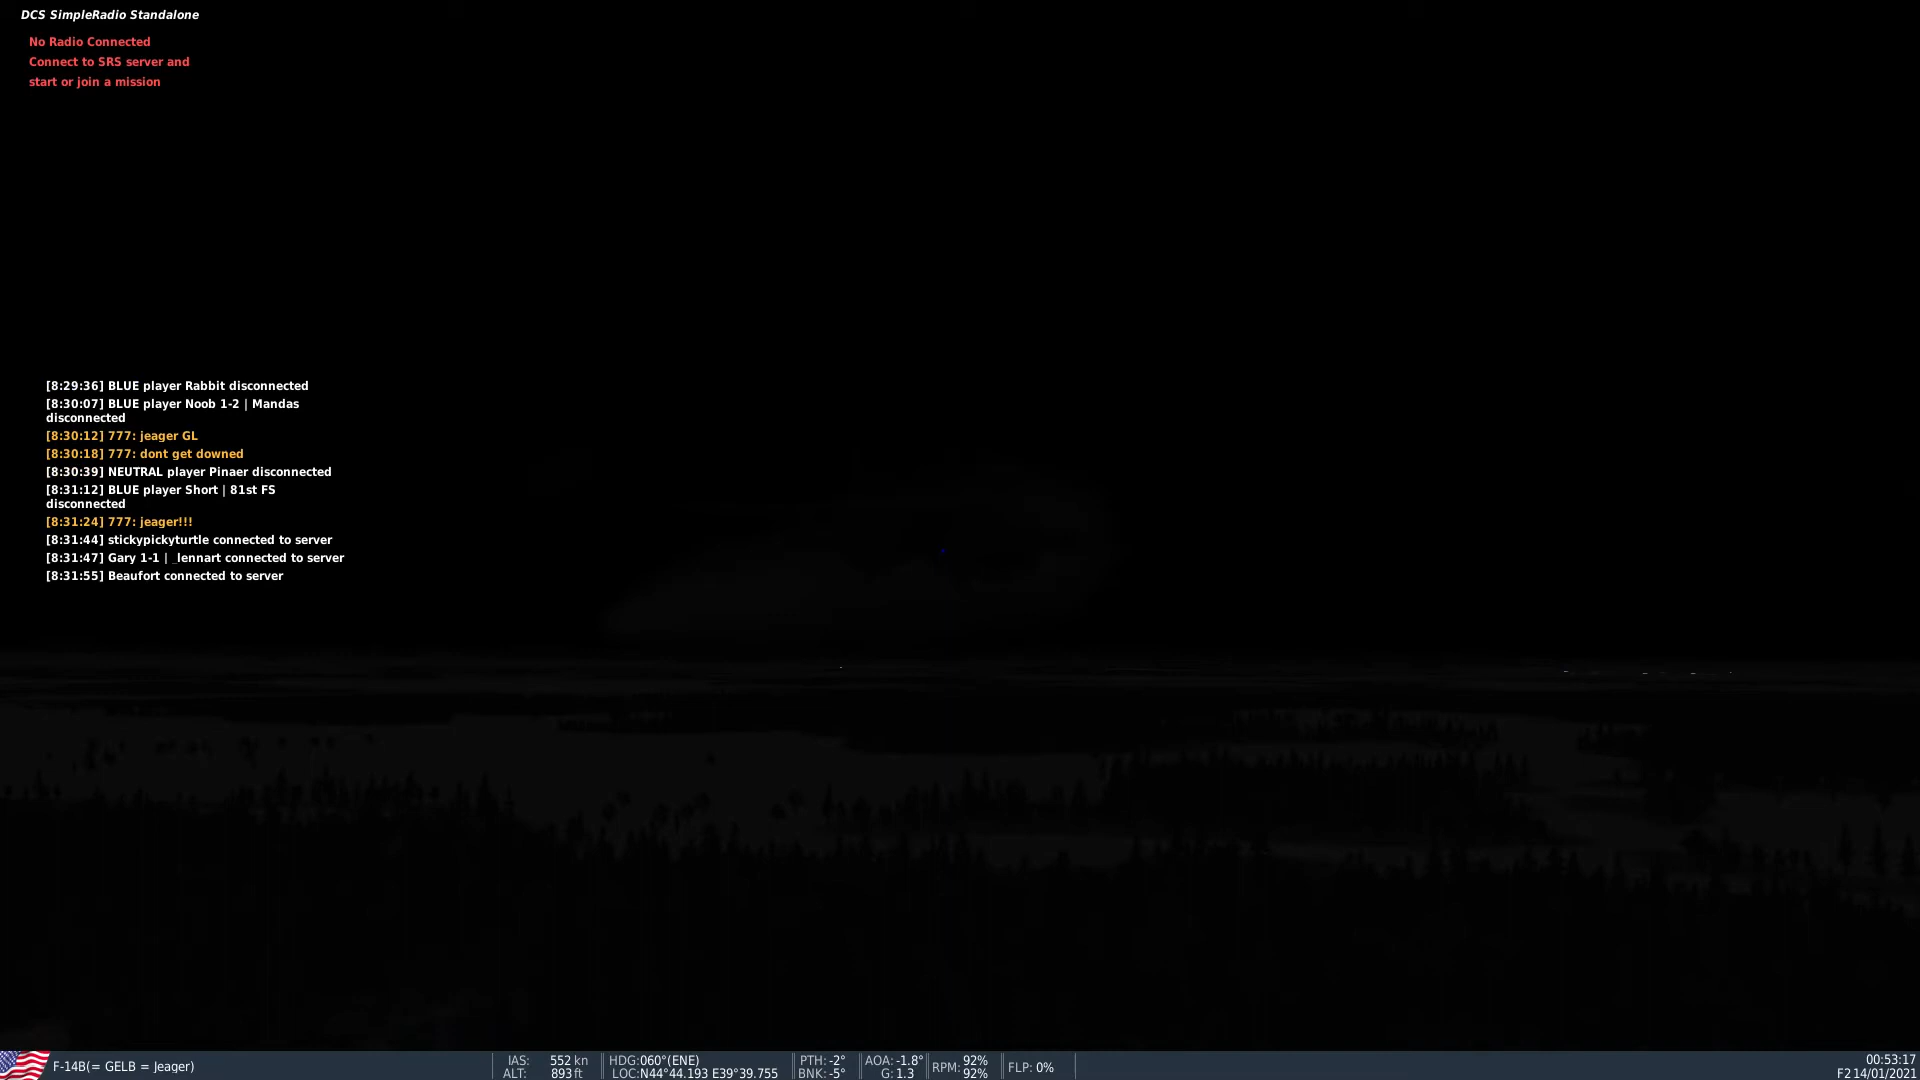 DCS SimpleRadio Standalone
No Radio Connected
Connect to SRS server and
start or join a mission
[8:29:36] BLUE player Rabbit disconnected
[8:30:07] BLUE player Noob 1-2 | Mandas
disconnected
[8:30:12] 777: jeager GL
[8:30:18] 777: dont get downed
[8:30:39] NEUTRAL player Pinaer disconnected
[8:31:12] BLUE player Short | 81st FS
disconnected
[8:31:24] 777: jeager!!!
[8:31:44] stickypickyturtle connected to server
[8:31:47] Gary 1-1 | _lennart connected to server
[8:31:55] Beaufort connected to server
F-14B(= GELB = Jeager)
IAS: 552 kn
ALT: 893 ft
HDG:060°(ENE)
LOC:N44°44.193 E39°39.755
PTH: -2°
BNK: -5°
AOA: -1.8°
G: 1.3
RPM: 92%
92%
FLP: 0%
00:53:17
F2 14/01/2021